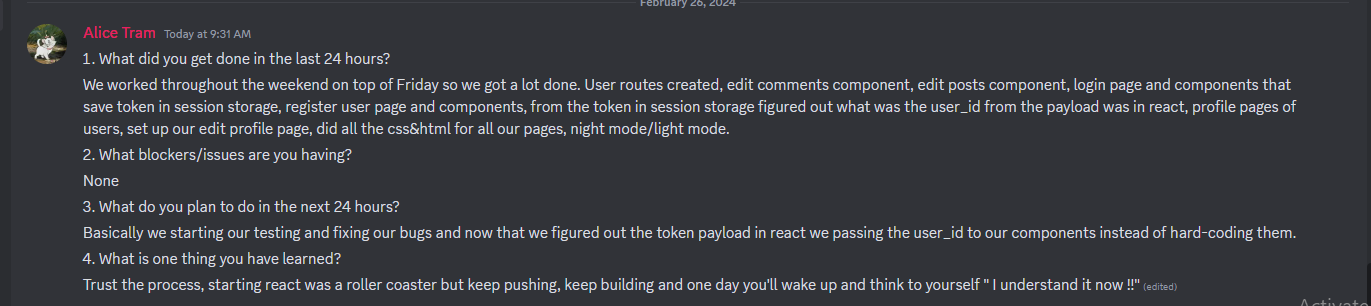 February 26, 2024
Alice Tram Today at 9:31 AM
1. What did you get done in the last 24 hours?
We worked throughout the weekend on top of Friday so we got a lot done. User routes created, edit comments component, edit posts component, login page and components that
save token in session storage, register user page and components, from the token in session storage figured out what was the user_id from the payload was in react, profile pages of
users, set up our edit profile page, did all the css&html for all our pages, night mode/light mode.
2. What blockers/issues are you having?
None
3. What do you plan to do in the next 24 hours?
Basically we starting our testing and fixing our bugs and now that we figured out the token payload in react we passing the user_id to our components instead of hard-coding them.
4. What is one thing you have learned?
Trust the process, starting react was a roller coaster but keep pushing, keep building and one day you'll wake up and think to yourself " I understand it now !!" (edited)
Activate